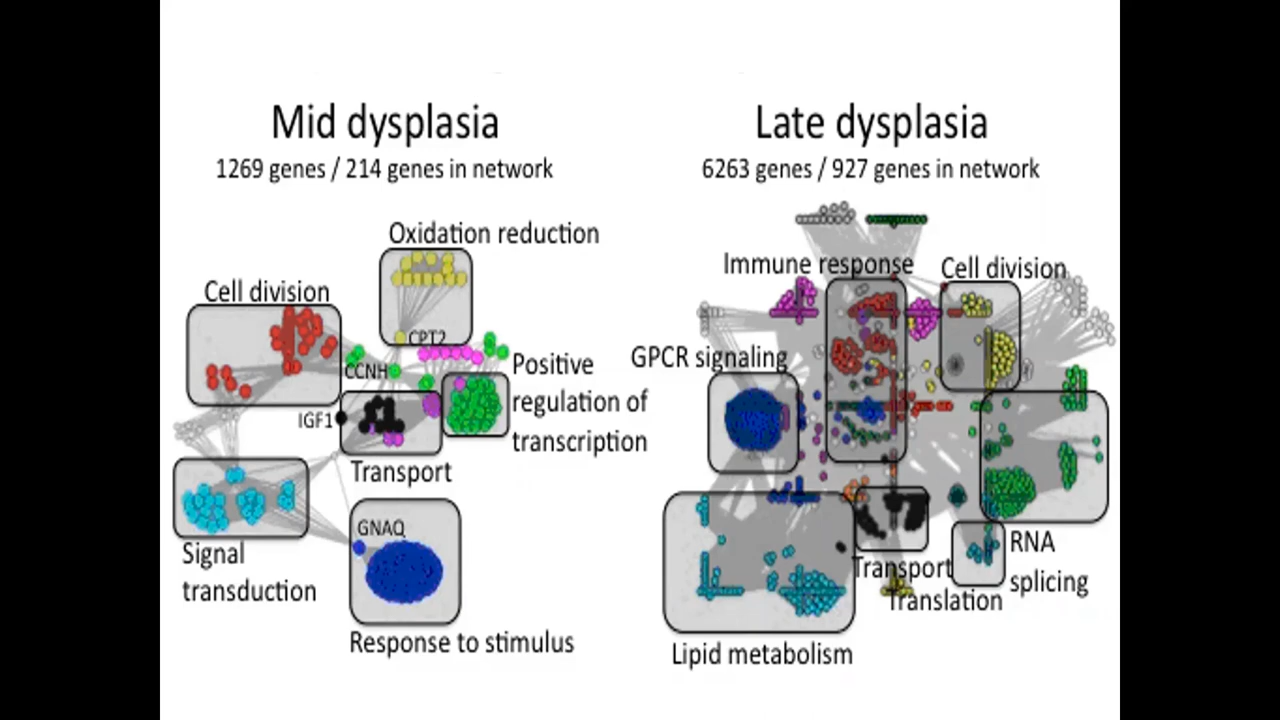 Mid dysplasia
1269 genes / 214 genes in network
Oxidation reduction
Cell division
CPT2
CCNH
Positive
regulation of
transcription
IGF1
Transport
GNAQ
Signal
transduction
Response to stimulus
Late dysplasia
6263 genes / 927 genes in network
Immune response
Cell division
GPCR signaling
RNA
splicing
Transport
Translation
Lipid metabolism